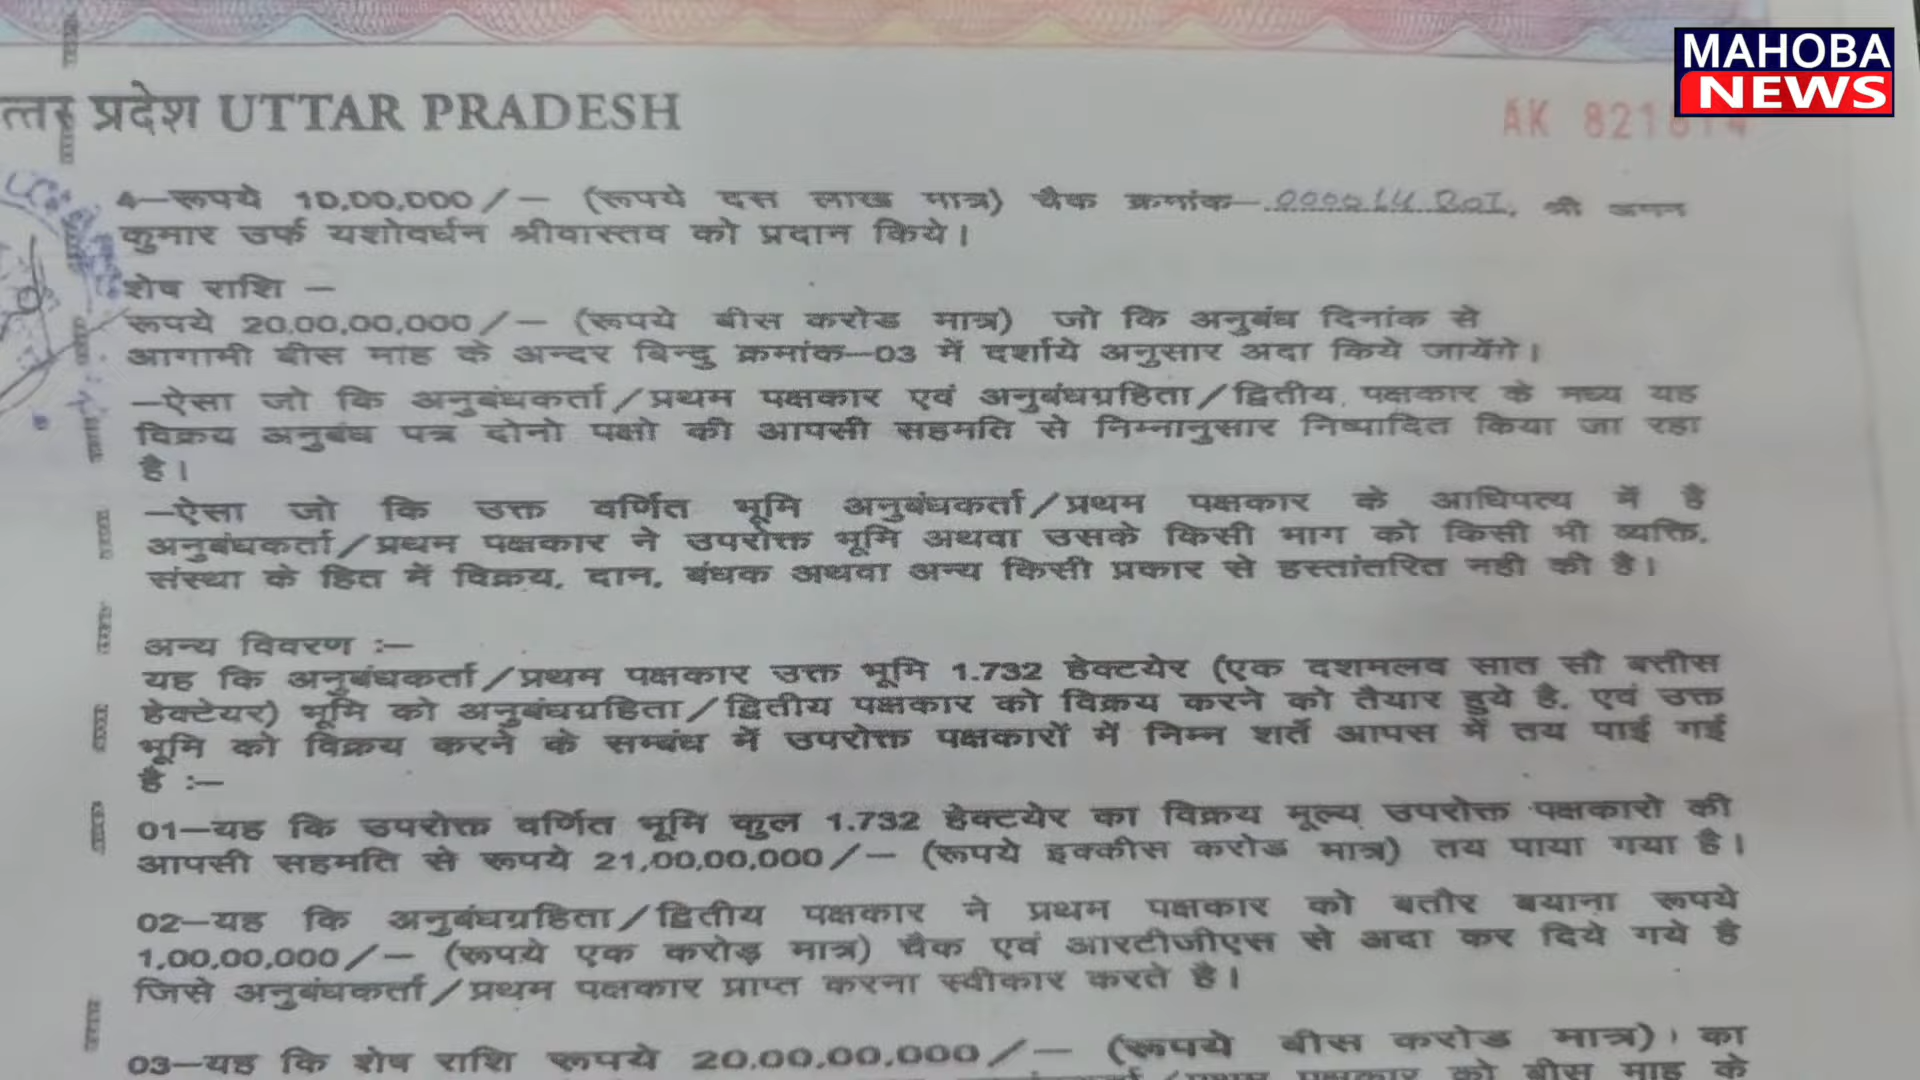 MAHOBA
NEWS
त्तर प्रदेश UTTAR PRADESH
AK 821
4—रूपये 10,00,000/— (रूपये दस लाख मात्र) चैक क्रमांक— श्री अमन
कुमार उर्फ यशोवर्धन श्रीवास्तव को प्रदान किये।
शेष राशि —
रूपये 20,00,00,000/— (रूपये बीस करोड मात्र) जो कि अनुबंध दिनांक से
आगामी बीस माह के अन्दर बिन्दु क्रमांक—03 में दर्शाये अनुसार अदा किये जायेंगे।
—ऐसा जो कि अनुबंधकर्ता/प्रथम पक्षकार एवं अनुबंधग्रहिता/द्वितीय पक्षकार के मध्य यह
विक्रय अनुबंध पत्र दोनो पक्षो की आपसी सहमति से निम्नानुसार निष्पादित किया जा रहा
है।
—ऐसा जो कि उक्त वर्णित भूमि अनुबंधकर्ता/प्रथम पक्षकार के आधिपत्य में है
अनुबंधकर्ता/प्रथम पक्षकार ने उपरोक्त भूमि अथवा उसके किसी भाग को किसी भी व्यक्ति,
संस्था के हित में विक्रय, दान, बंधक अथवा अन्य किसी प्रकार से हस्तांतरित नही की है।
अन्य विवरण :—
यह कि अनुबंधकर्ता/प्रथम पक्षकार उक्त भूमि 1.732 हेक्टयेर (एक दशमलव सात सौ बत्तीस
हेक्टेयर) भूमि को अनुबंधग्रहिता/द्वितीय पक्षकार को विक्रय करने को तैयार हुये है, एवं उक्त
भूमि को विक्रय करने के सम्बंध में उपरोक्त पक्षकारों में निम्न शर्ते आपस में तय पाई गई
है :—
01—यह कि उपरोक्त वर्णित भूमि कुल 1.732 हेक्टयेर का विक्रय मूल्य उपरोक्त पक्षकारो की
आपसी सहमति से रूपये 21,00,00,000/— (रूपये इक्कीस करोड मात्र) तय पाया गया है।
02—यह कि अनुबंधग्रहिता/द्वितीय पक्षकार ने प्रथम पक्षकार को बतौर बयाना रूपये
1,00,00,000/— (रूपये एक करोड़ मात्र) चैक एवं आरटीजीएस से अदा कर दिये गये है
जिसे अनुबंधकर्ता/प्रथम पक्षकार प्राप्त करना स्वीकार करते है।
03—यह कि शेष राशि रूपये 20,00,00,000/— (रूपये बीस करोड मात्र) का
को बीस माह के